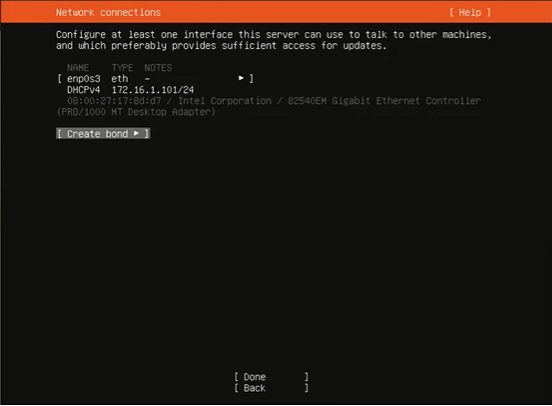 Network connections [ Help ]
Configure at least one interface this server can use to talk to other machines,
and which preferably provides sufficient access for updates.
NAME TYPE NOTES
[ enp0s3 eth – ▸ ]
DHCPv4 172.16.1.101/24
08:00:27:17:8d:d7 / Intel Corporation / 82540EM Gigabit Ethernet Controller
(PRO/1000 MT Desktop Adapter)
[ Create bond ▸ ]
[ Done ]
[ Back ]